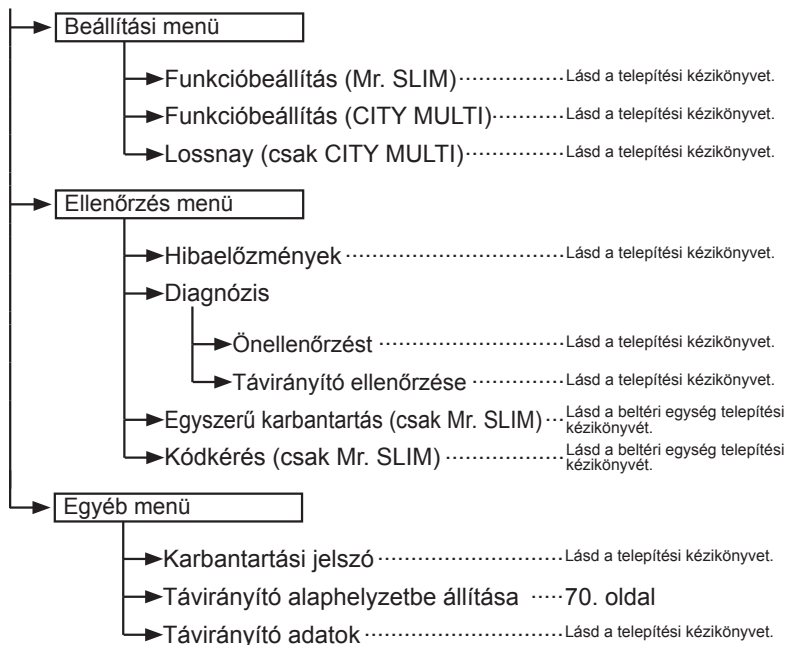 Beállítási menü
Funkcióbeállítás (Mr. SLIM)················Lásd a telepítési kézikönyvet.
Funkcióbeállítás (CITY MULTI)···········Lásd a telepítési kézikönyvet.
Lossnay (csak CITY MULTI)···············Lásd a telepítési kézikönyvet.
Ellenőrzés menü
Hibaelőzmények ·································Lásd a telepítési kézikönyvet.
Diagnózis
Önellenőrzést ····························Lásd a telepítési kézikönyvet.
Távirányító ellenőrzése ··············Lásd a telepítési kézikönyvet.
Egyszerű karbantartás (csak Mr. SLIM) ···Lásd a beltéri egység telepítési
kézikönyvét.
Kódkérés (csak Mr. SLIM) ··················Lásd a beltéri egység telepítési
kézikönyvét.
Egyéb menü
Karbantartási jelszó ····························Lásd a telepítési kézikönyvet.
Távirányító alaphelyzetbe állítása ·····70. oldal
Távirányító adatok ······························Lásd a telepítési kézikönyvet.